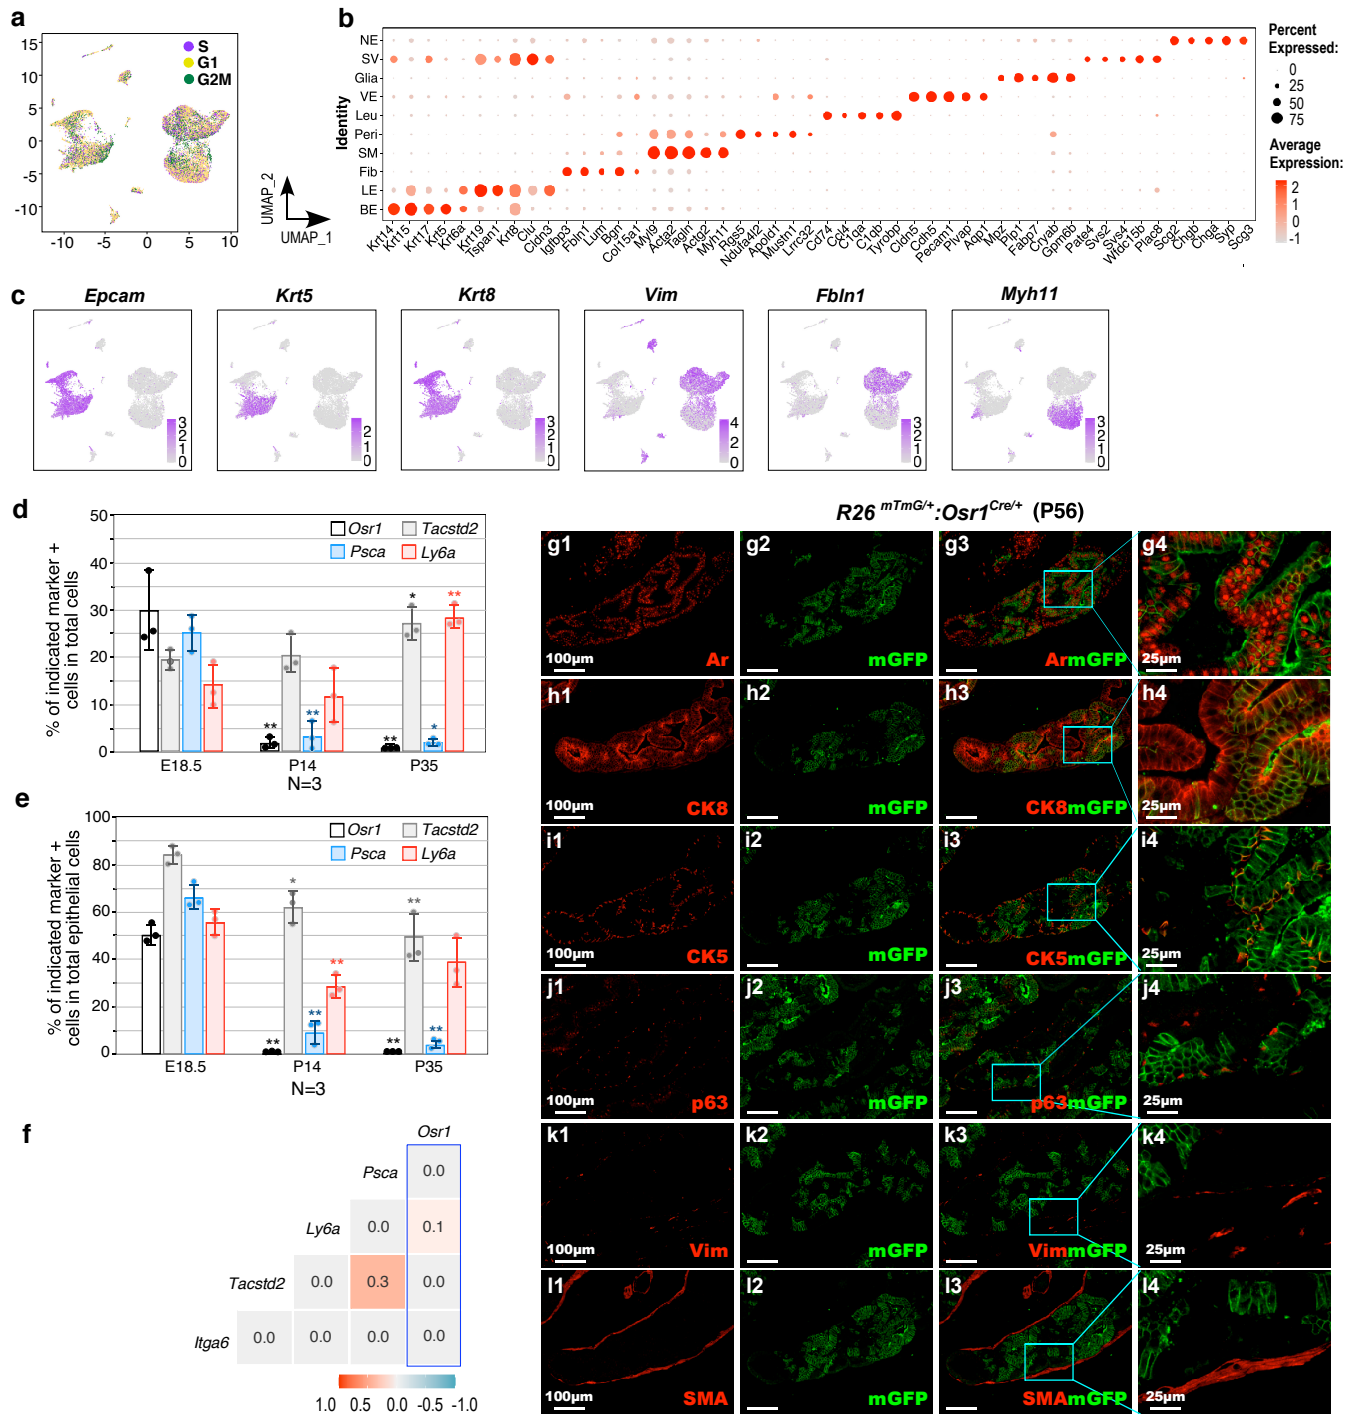 a
S
G1
G2M
15
10
5
0
-5
-10
-10 -5 0 5 10
UMAP_2
UMAP_1
b
Identity
NE
SV
Glia
VE
Leu
Peri
SM
Fib
LE
BE
Krt14 Krt15 Krt17 Krt5 Krt6a Krt19 Tspan1 Krt8 Clu Cldn3 Igfbp3 Fbln1 Lum Bgn Col15a1 Myl9 Acta2 Tagln Actg2 Myh11 Rgs5 Ndufa4l2 Apold1 Mustn1 Lrrc32 Cd74 Ccl4 C1qa C1qb Tyrobp Cldn5 Cdh5 Pecam1 Plvap Aqp1 Mpz Plp1 Fabp7 Cryab Gpm6b Pate4 Svs2 Svs4 Wfdc15b Plac8 Scg2 Chgb Chga Syp Scg3
Percent
Expressed:
0
25
50
75
Average
Expression:
2
1
0
-1
c
Epcam Krt5 Krt8 Vim Fbln1 Myh11
3
2
1
0
2
1
0
3
2
1
0
4
2
0
3
2
1
0
3
2
1
0
d
% of indicated marker +
cells in total cells
50
40
30
20
10
0
Osr1 Tacstd2
Psca Ly6a
** ** ** * * **
E18.5 P14 P35
N=3
e
% of indicated marker +
cells in total epithelial cells
100
80
60
40
20
0
Osr1 Tacstd2
Psca Ly6a
** * ** ** ** ** **
E18.5 P14 P35
N=3
f
Osr1
Psca 0.0
Ly6a 0.0 0.1
Tacstd2 0.0 0.3 0.0
Itga6 0.0 0.0 0.0 0.0
1.0 0.5 0.0 -0.5 -1.0
R26 mTmG/+:Osr1Cre/+ (P56)
g1 g2 g3 g4
100µm Ar mGFP ArmGFP 25µm
h1 h2 h3 h4
100µm CK8 mGFP CK8mGFP 25µm
i1 i2 i3 i4
100µm CK5 mGFP CK5mGFP 25µm
j1 j2 j3 j4
100µm p63 mGFP p63mGFP 25µm
k1 k2 k3 k4
100µm Vim mGFP VimmGFP 25µm
l1 l2 l3 l4
100µm SMA mGFP SMAmGFP 25µm